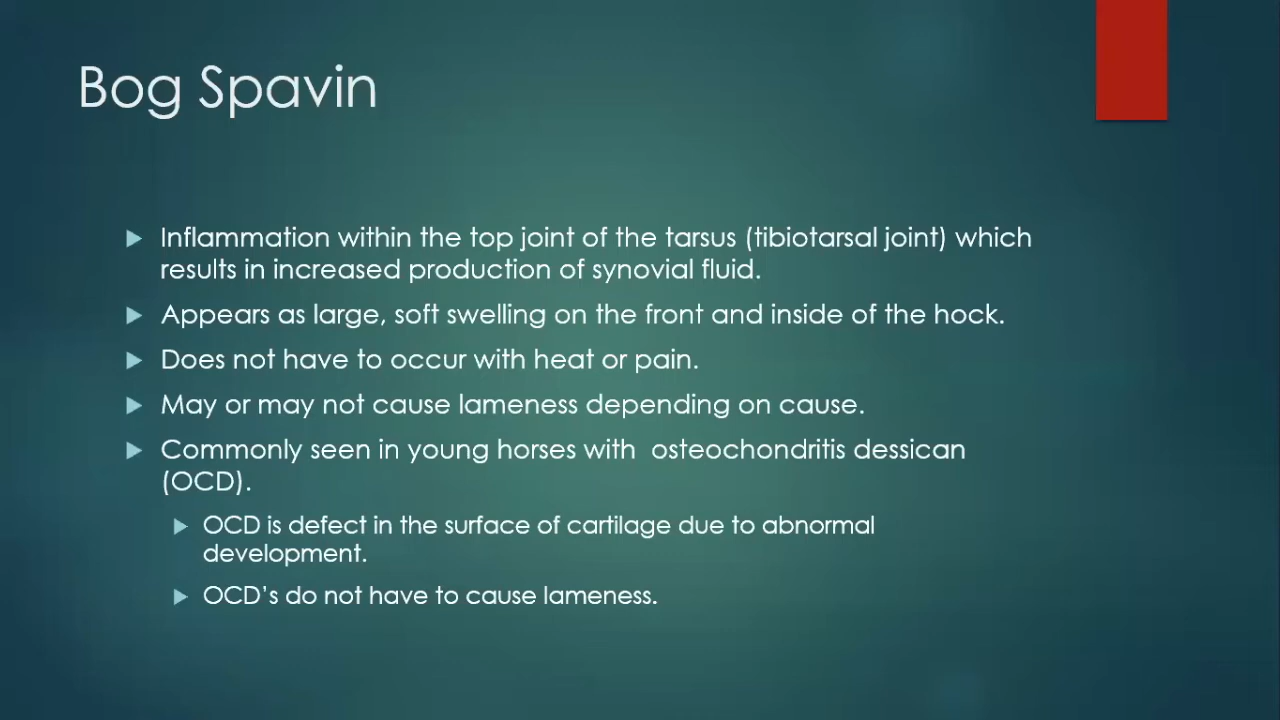 Bog Spavin
Inflammation within the top joint of the tarsus (tibiotarsal joint) which
results in increased production of synovial fluid.
Appears as large, soft swelling on the front and inside of the hock.
Does not have to occur with heat or pain.
May or may not cause lameness depending on cause.
Commonly seen in young horses with  osteochondritis dessican
(OCD).
OCD is defect in the surface of cartilage due to abnormal
development.
OCD's do not have to cause lameness.